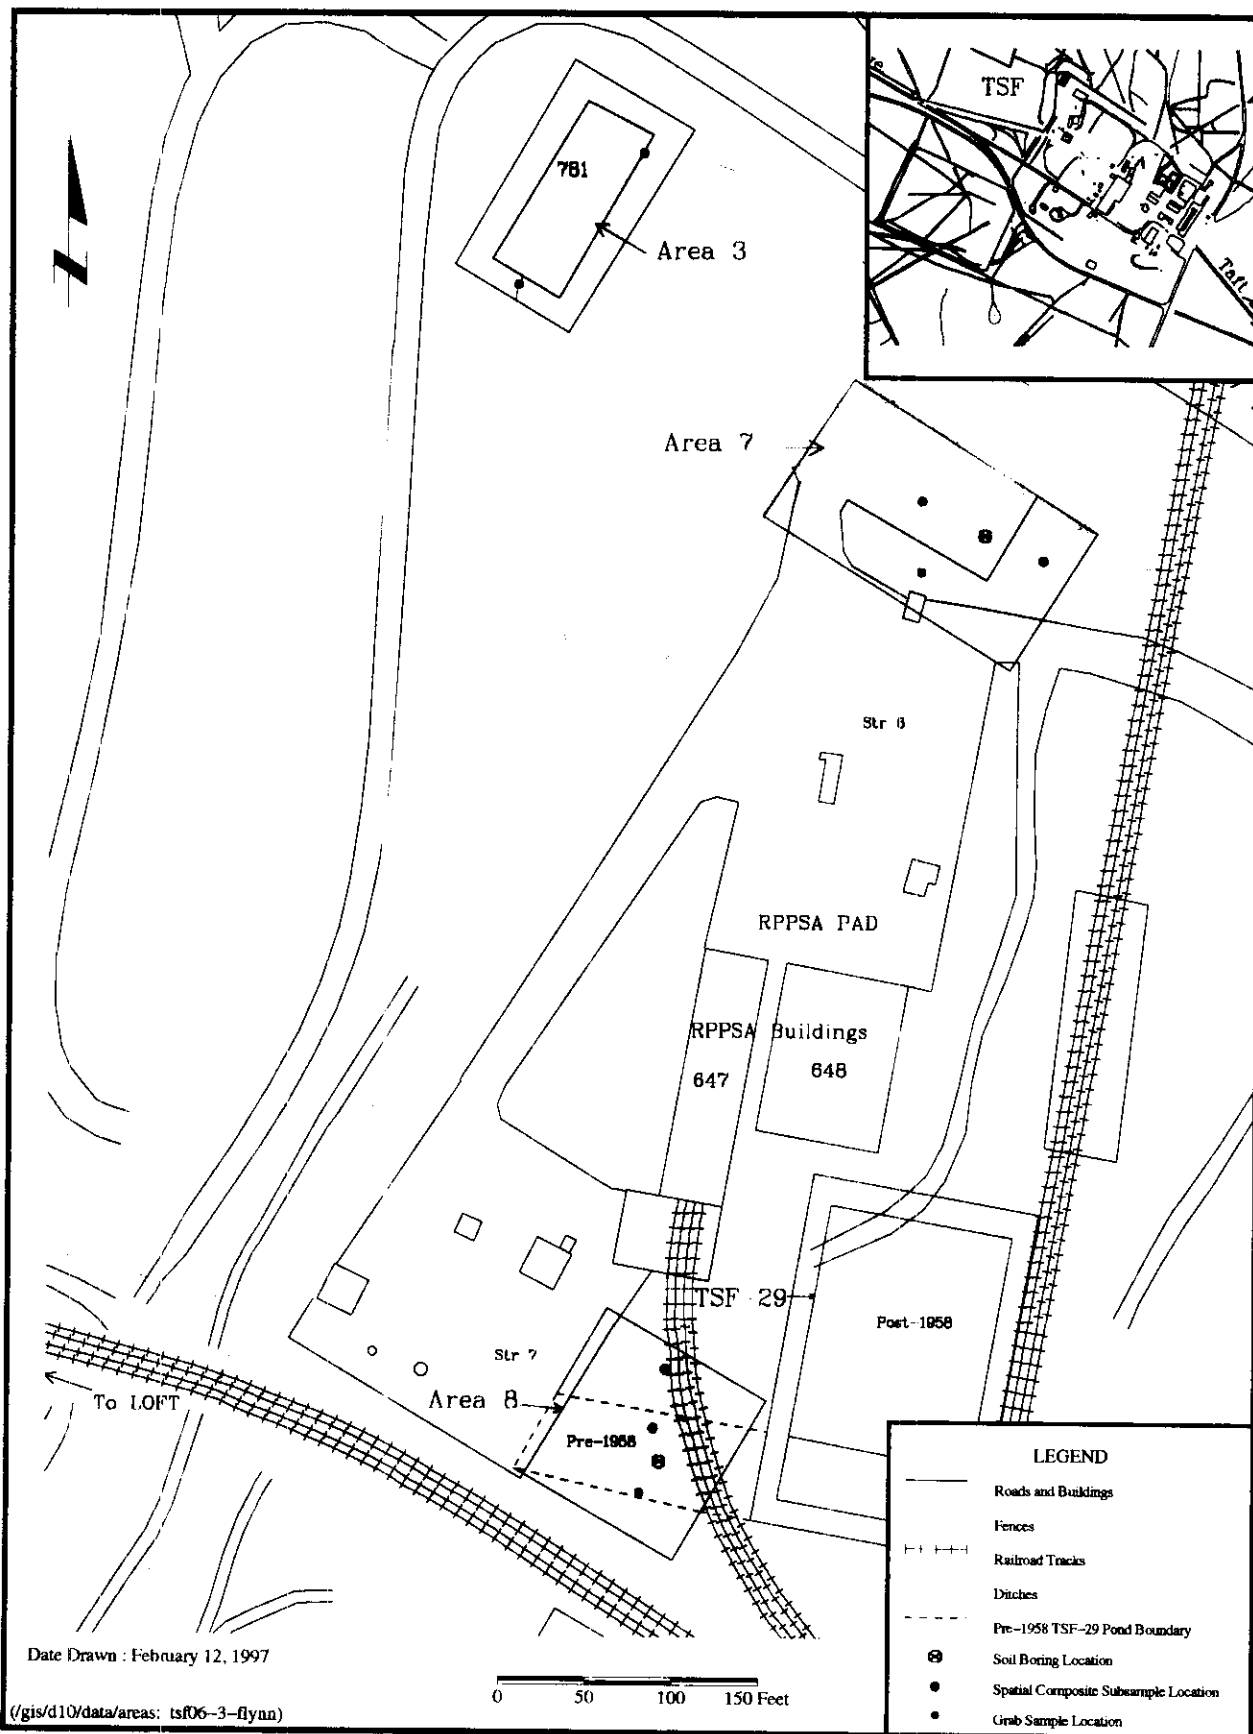 TSF
Taft
781
Area 3
Area 7
Str 6
RPPSA PAD
RPPSA Buildings
647
648
TSF 29
Post-1958
Str 7
To LOFT
Area 8
Pre-1958
LEGEND
Roads and Buildings
Fences
Railroad Tracks
Ditches
Pre-1958 TSF-29 Pond Boundary
Soil Boring Location
Spatial Composite Subsample Location
Grab Sample Location
Date Drawn : February 12, 1997
0 50 100 150 Feet
(/gis/d10/data/areas: tsf06-3-flynn)